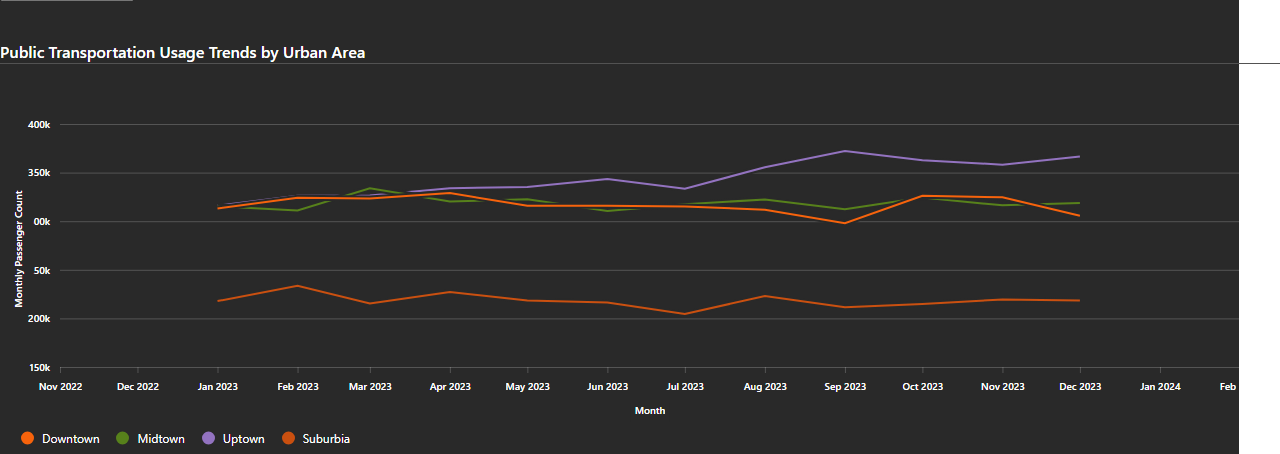 Public Transportation Usage Trends by Urban Area
400k
350k
00k
50k
200k
150k
Monthly Passenger Count
Nov 2022 Dec 2022 Jan 2023 Feb 2023 Mar 2023 Apr 2023 May 2023 Jun 2023 Jul 2023 Aug 2023 Sep 2023 Oct 2023 Nov 2023 Dec 2023 Jan 2024 Feb
Month
Downtown Midtown Uptown Suburbia